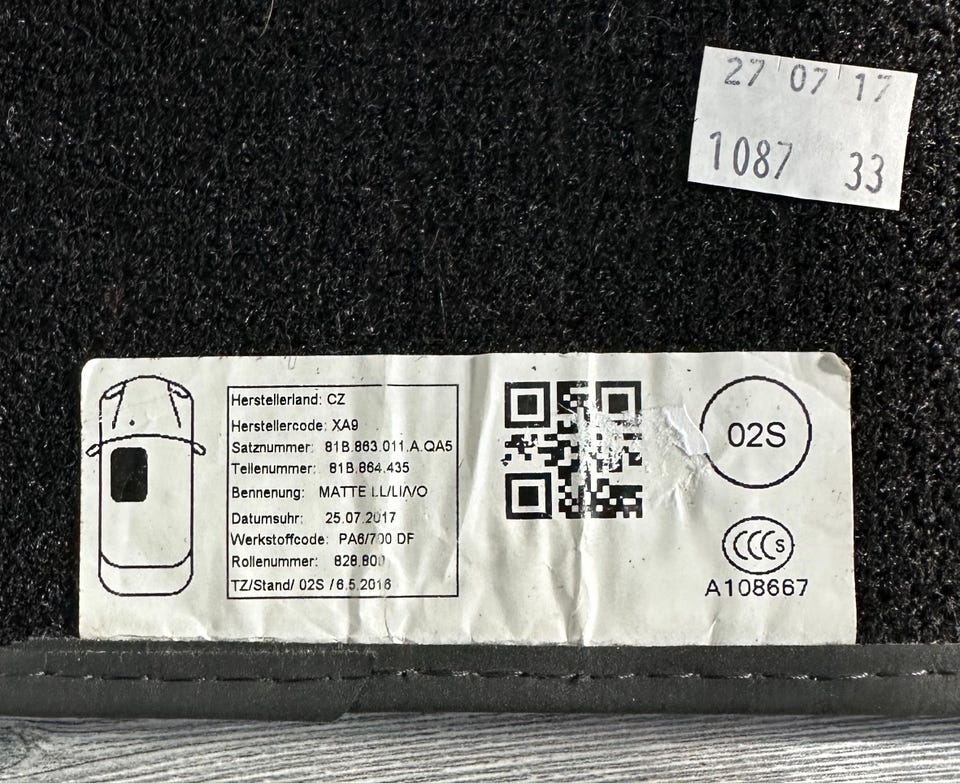 27 07 17
1087 33
Herstellerland: CZ
Herstellercode: XA9
Satznummer: 81B.863.011.A.QA5
Teilenummer: 81B.864.435
Bennenung: MATTE LL/LI/VO
Datumsuhr: 25.07.2017
Werkstoffcode: PA6/700 DF
Rollenummer: 828.800
TZ/Stand/ 02S / 6.5.2016
02S
S
A108667